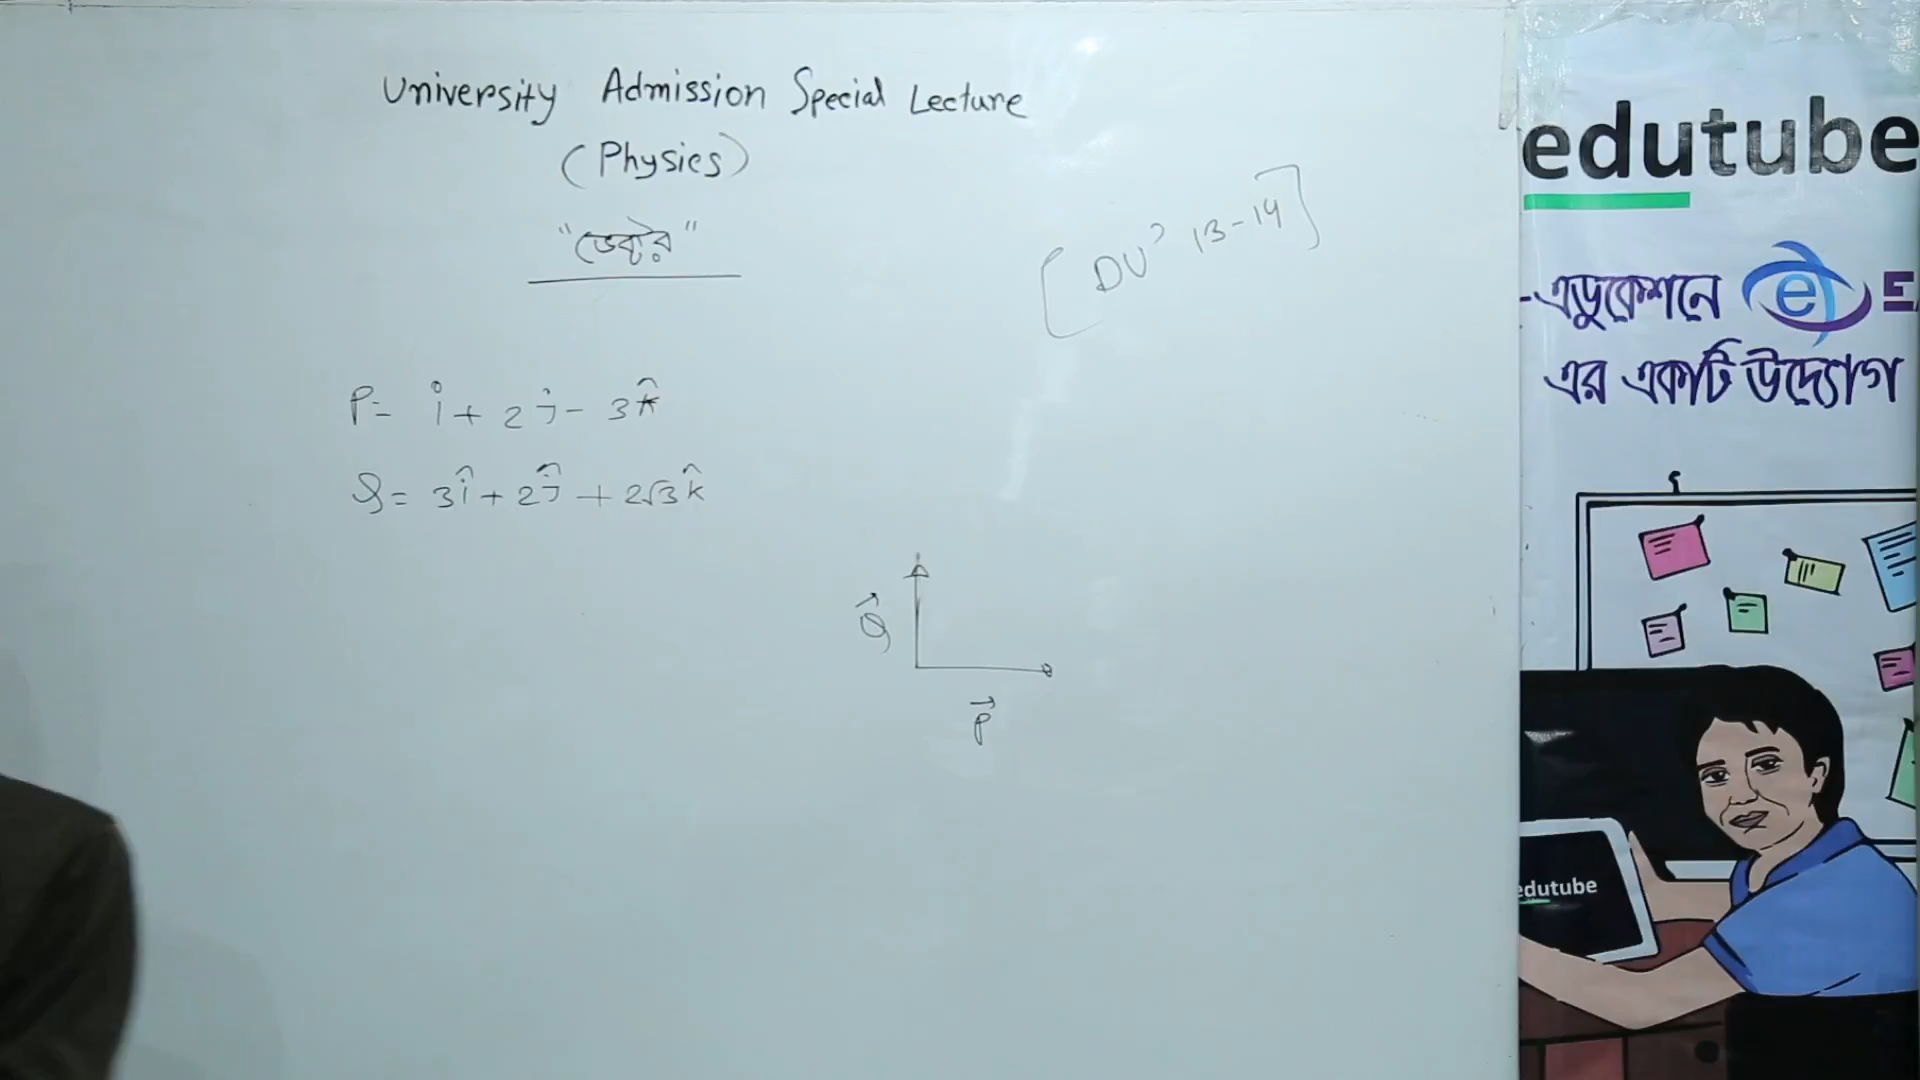 University Admission Special Lecture
(Physics)
"ভেক্টর"
[DU' 13-14]
P = i + 2j - 3k̂
Q = 3î + 2ĵ + 2√3k̂
Q⃗
P⃗
edutube
-এডুকেশনে e E
এর একটি উদ্যোগ
edutube